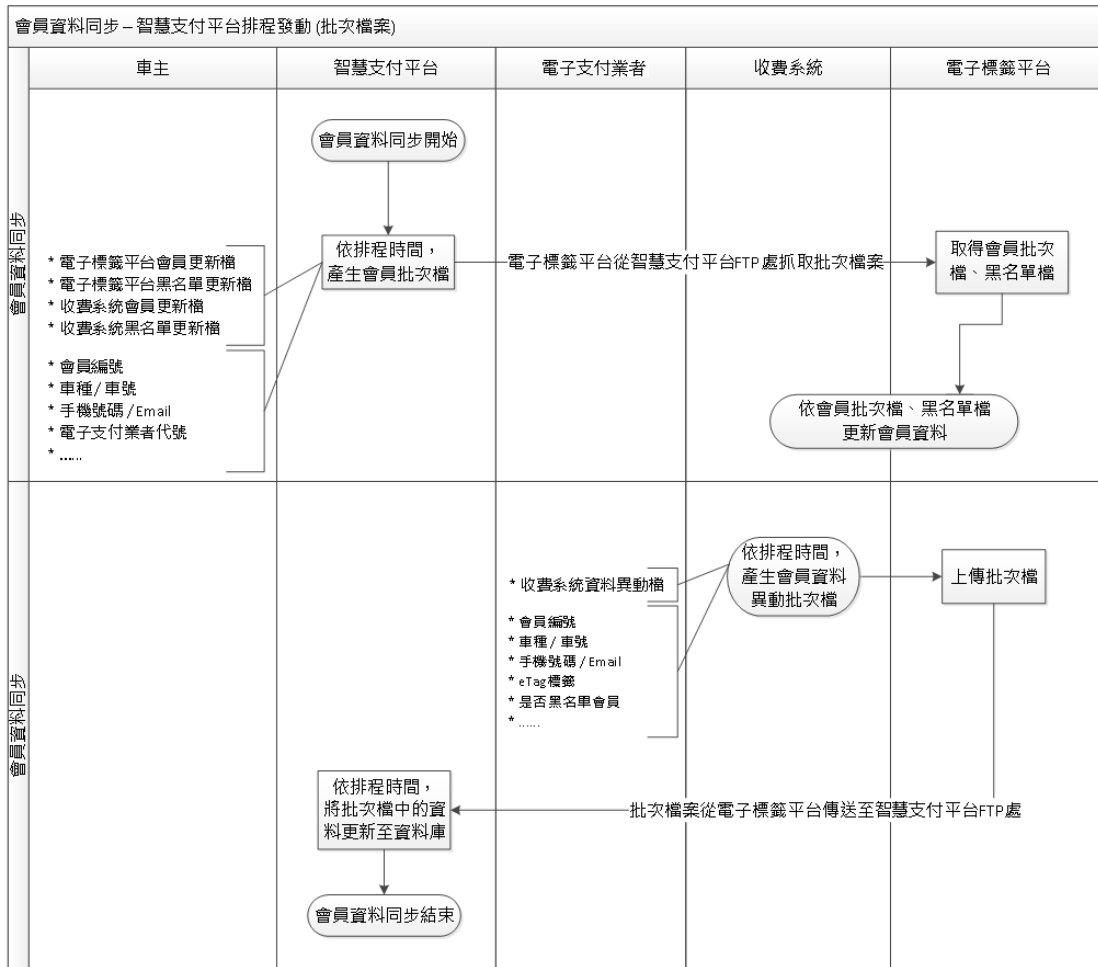 會員資料同步 – 智慧支付平台排程發動 (批次檔案)
車主
智慧支付平台
電子支付業者
收費系統
電子標籤平台
會員資料同步
會員資料同步開始
依排程時間，
產生會員批次檔
* 電子標籤平台會員更新檔
* 電子標籤平台黑名單更新檔
* 收費系統會員更新檔
* 收費系統黑名單更新檔
* 會員編號
* 車種 / 車號
* 手機號碼 / Email
* 電子支付業者代號
* ......
電子標籤平台從智慧支付平台FTP處抓取批次檔案
取得會員批次
檔、黑名單檔
依會員批次檔、黑名單檔
更新會員資料
會員資料同步
依排程時間，
產生會員資料
異動批次檔
* 收費系統資料異動檔
* 會員編號
* 車種 / 車號
* 手機號碼 / Email
* eTag標籤
* 是否黑名單會員
* ......
上傳批次檔
批次檔案從電子標籤平台傳送至智慧支付平台FTP處
依排程時間，
將批次檔中的資
料更新至資料庫
會員資料同步結束